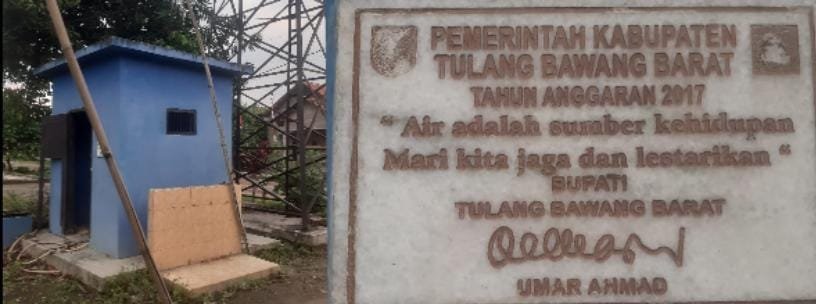 PEMERINTAH KABUPATEN
TULANG BAWANG BARAT
TAHUN ANGGARAN 2017
“ Air adalah sumber kehidupan
Mari kita jaga dan lestarikan “
BUPATI
TULANG BAWANG BARAT
UMAR AHMAD